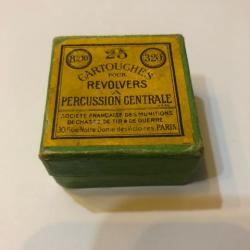 8m/m 25 320
CARTOUCHES
POUR
REVOLVERS
A
PERCUSSION CENTRALE
SOCIÉTÉ FRANÇAISE DES MUNITIONS
DE CHASSE DE TIR & DE GUERRE
30, Rue Notre Dame des Victoires, PARIS